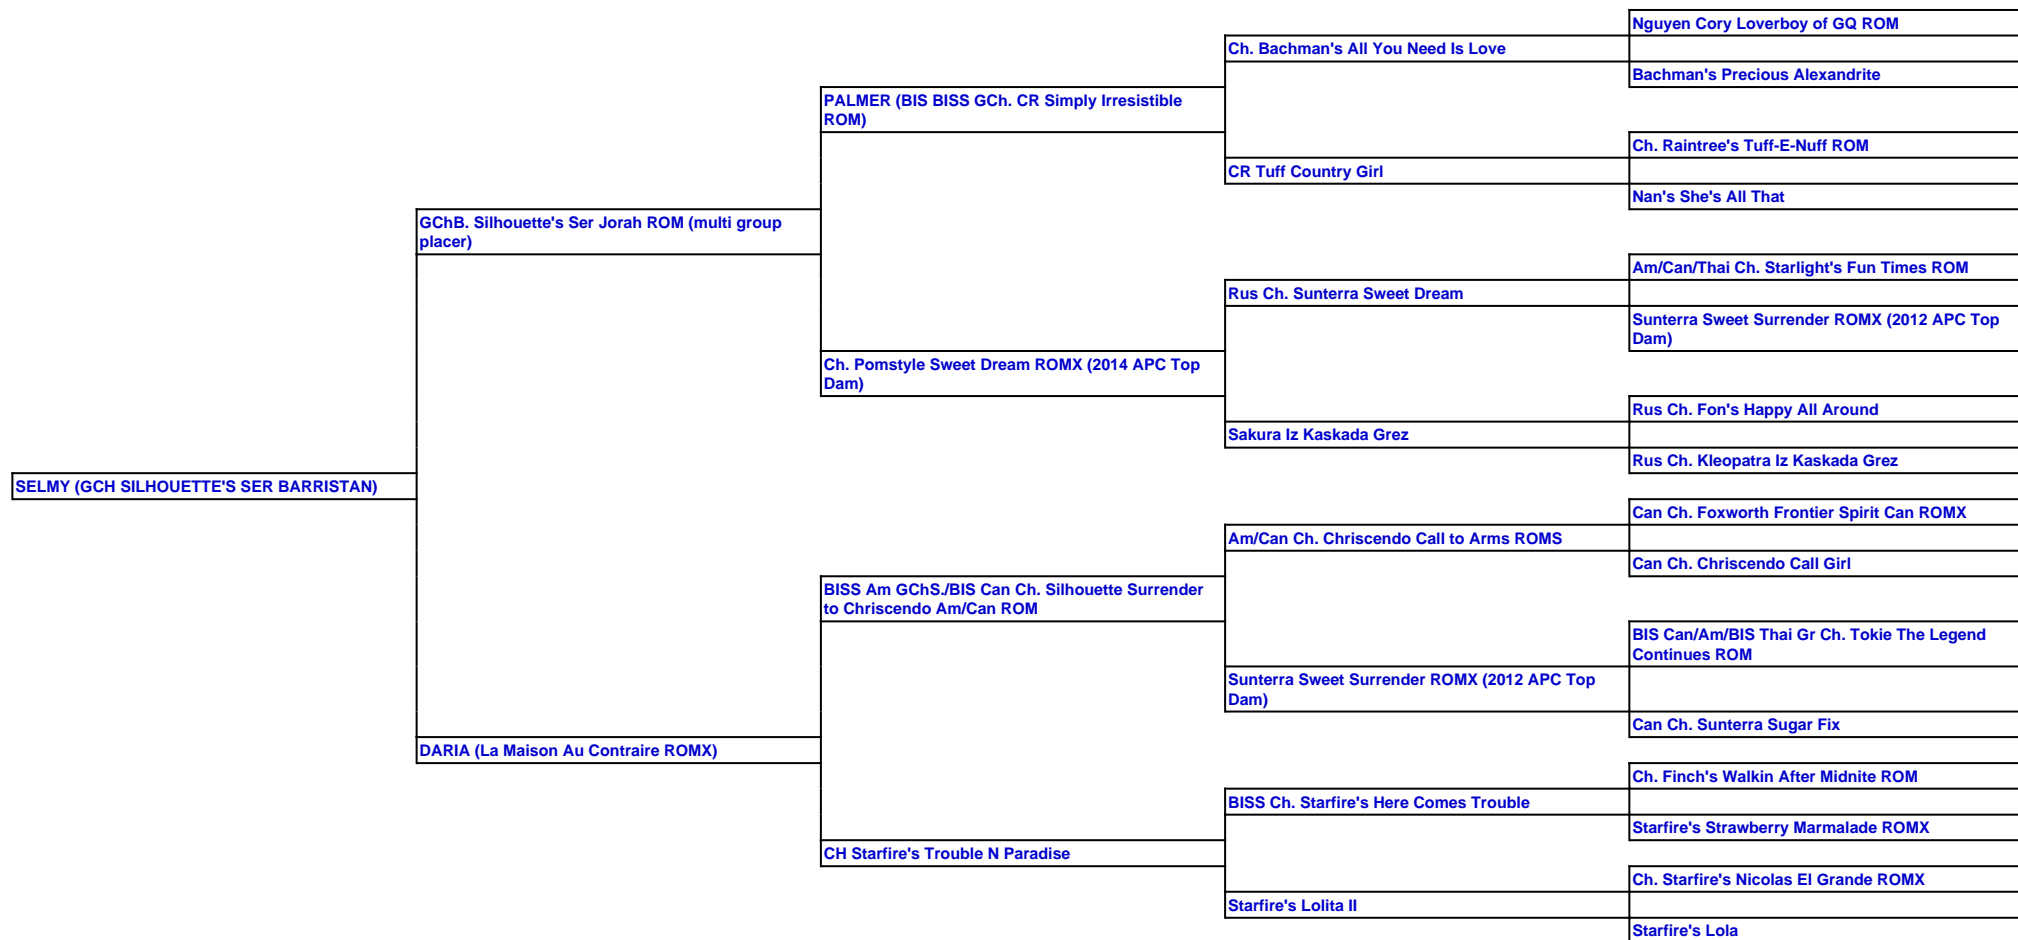 Nguyen Cory Loverboy of GQ ROM
Ch. Bachman's All You Need Is Love
Bachman's Precious Alexandrite
PALMER (BIS BISS GCh. CR Simply Irresistible
ROM)
Ch. Raintree's Tuff-E-Nuff ROM
CR Tuff Country Girl
Nan's She's All That
GChB. Silhouette's Ser Jorah ROM (multi group
placer)
Am/Can/Thai Ch. Starlight's Fun Times ROM
Rus Ch. Sunterra Sweet Dream
Sunterra Sweet Surrender ROMX (2012 APC Top
Dam)
Ch. Pomstyle Sweet Dream ROMX (2014 APC Top
Dam)
Rus Ch. Fon's Happy All Around
Sakura Iz Kaskada Grez
Rus Ch. Kleopatra Iz Kaskada Grez
SELMY (GCH SILHOUETTE'S SER BARRISTAN)
Can Ch. Foxworth Frontier Spirit Can ROMX
Am/Can Ch. Chriscendo Call to Arms ROMS
Can Ch. Chriscendo Call Girl
BISS Am GChS./BIS Can Ch. Silhouette Surrender
to Chriscendo Am/Can ROM
BIS Can/Am/BIS Thai Gr Ch. Tokie The Legend
Continues ROM
Sunterra Sweet Surrender ROMX (2012 APC Top
Dam)
Can Ch. Sunterra Sugar Fix
DARIA (La Maison Au Contraire ROMX)
Ch. Finch's Walkin After Midnite ROM
BISS Ch. Starfire's Here Comes Trouble
Starfire's Strawberry Marmalade ROMX
CH Starfire's Trouble N Paradise
Ch. Starfire's Nicolas El Grande ROMX
Starfire's Lolita II
Starfire's Lola